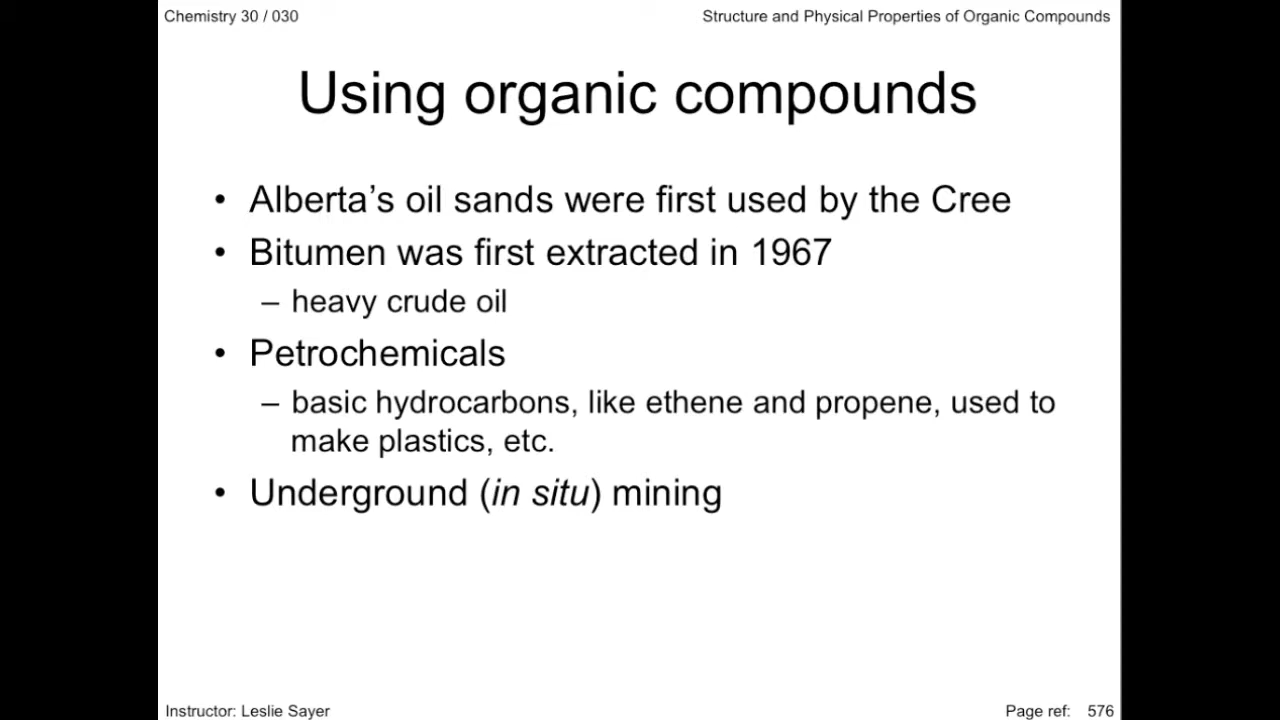 Chemistry 30 / 030
Structure and Physical Properties of Organic Compounds
Using organic compounds
• Alberta's oil sands were first used by the Cree
• Bitumen was first extracted in 1967
– heavy crude oil
• Petrochemicals
– basic hydrocarbons, like ethene and propene, used to
make plastics, etc.
• Underground (in situ) mining
Instructor: Leslie Sayer
Page ref: 576